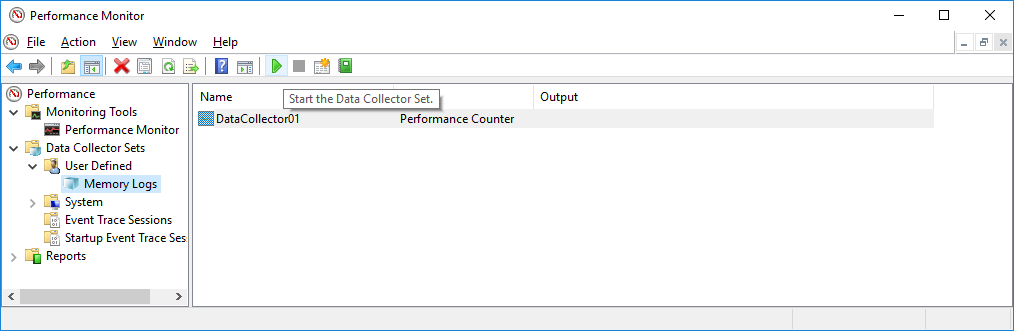 Performance Monitor
File Action View Window Help
Performance
Monitoring Tools
Performance Monitor
Data Collector Sets
User Defined
Memory Logs
System
Event Trace Sessions
Startup Event Trace Ses
Reports
Name Output
Start the Data Collector Set.
DataCollector01 Performance Counter